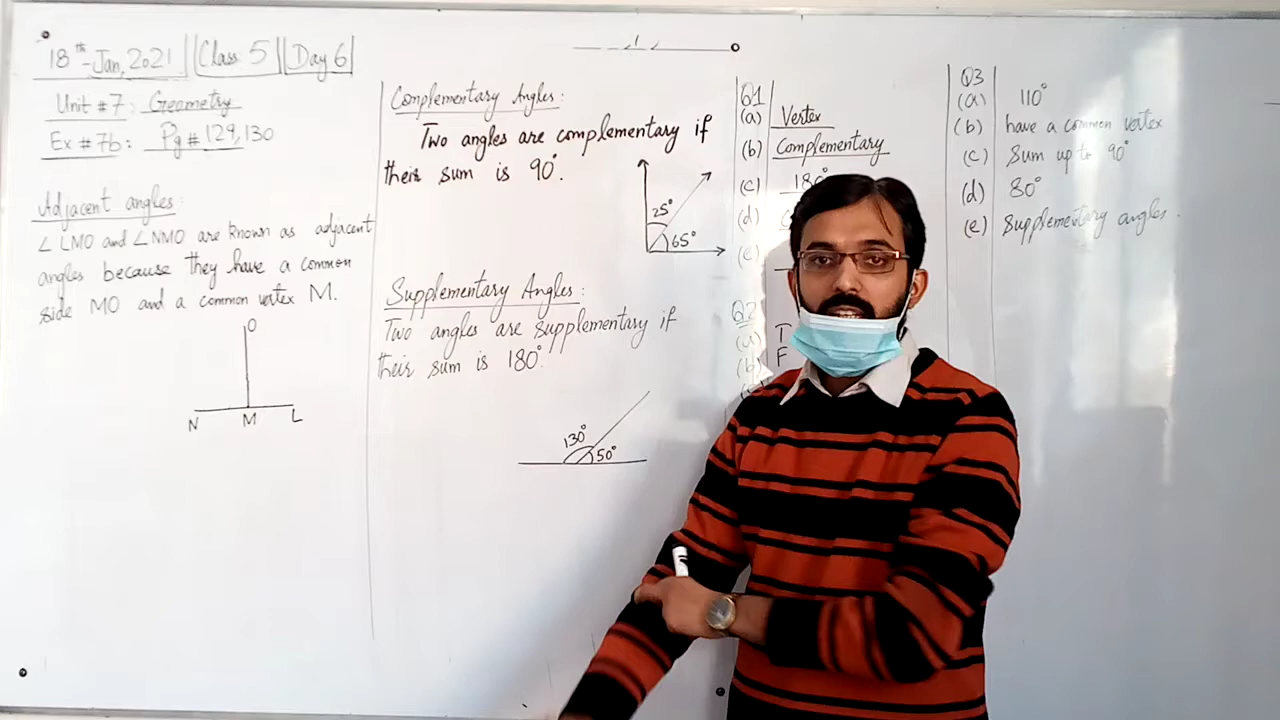 18th-Jan, 2021 Class 5 Day 6
Unit # 7: Geometry
Ex # 7b: Pg # 129, 130
Adjacent angles:
∠ LMO and ∠ NMO are known as adjacent
angles because they have a common
side MO and a common vertex M.
O
N M L
Complementary Angles:
Two angles are complementary if
their sum is 90°.
25°
65°
Supplementary Angles:
Two angles are supplementary if
their sum is 180°.
130°
50°
Q1
(a) Vertex
(b) Complementary
(c) 180°
(d)
(e)
Q2
(a) T
(b) F
Q3
(a) 110°
(b) have a common vertex
(c) Sum up to 90°
(d) 80°
(e) Supplementary angles.